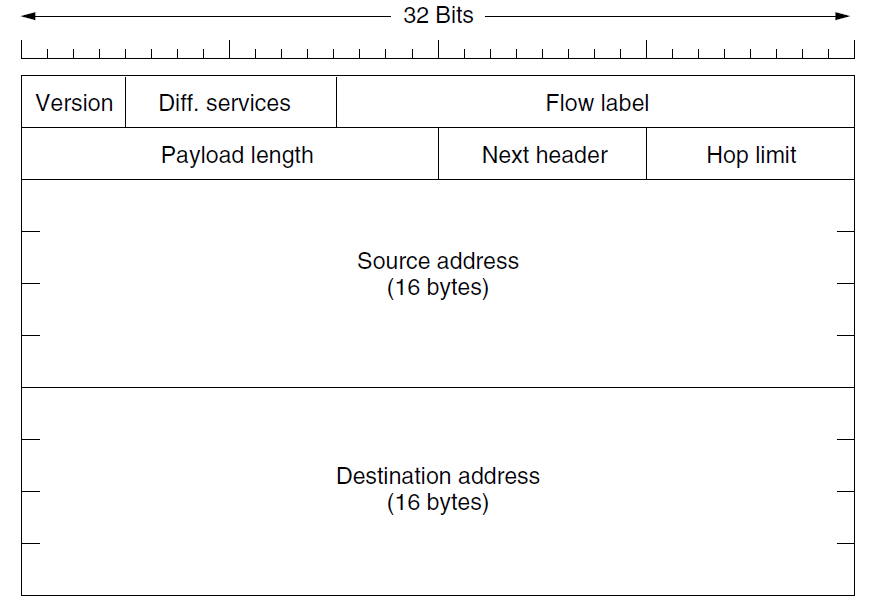 32 Bits
Version Diff. services Flow label
Payload length Next header Hop limit
Source address
(16 bytes)
Destination address
(16 bytes)